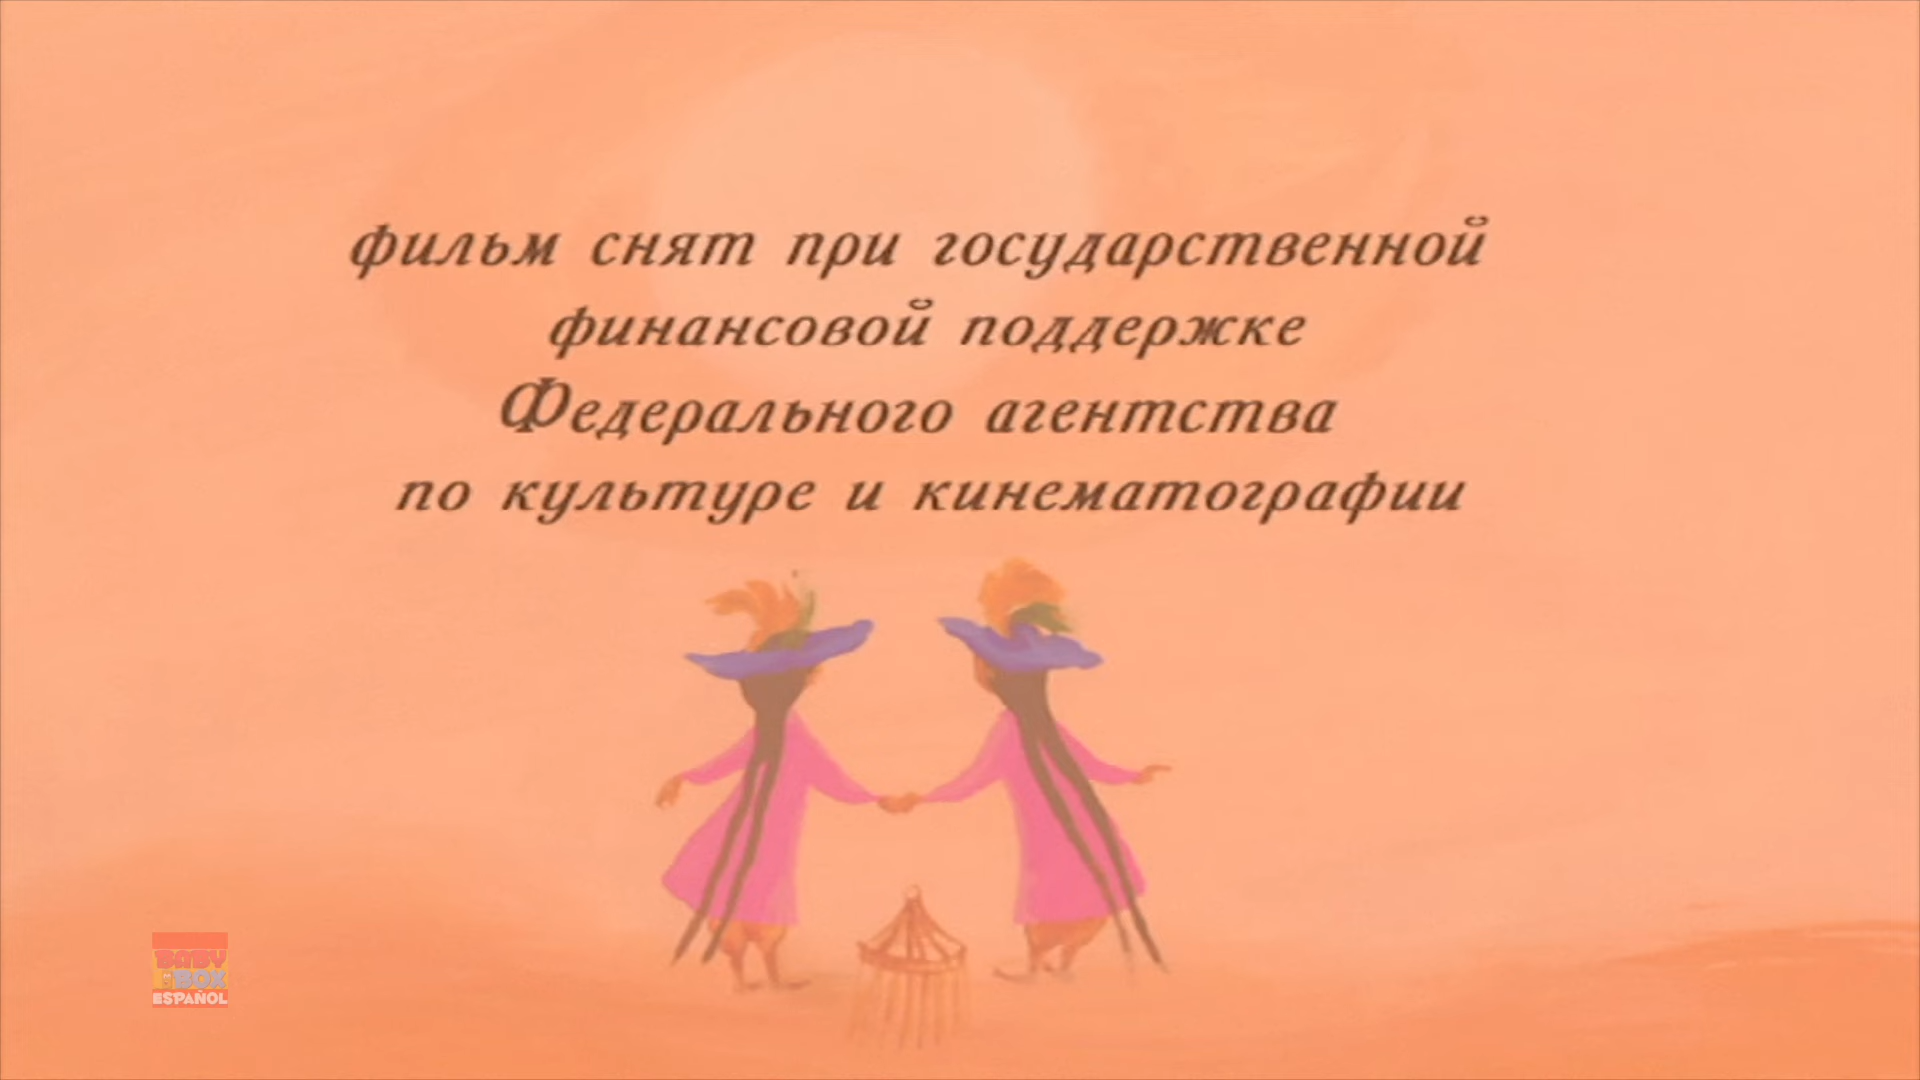 фильм снят при государственной
финансовой поддержке
Федерального агентства
по культуре и кинематографии
BABY
BOX
ESPAÑOL